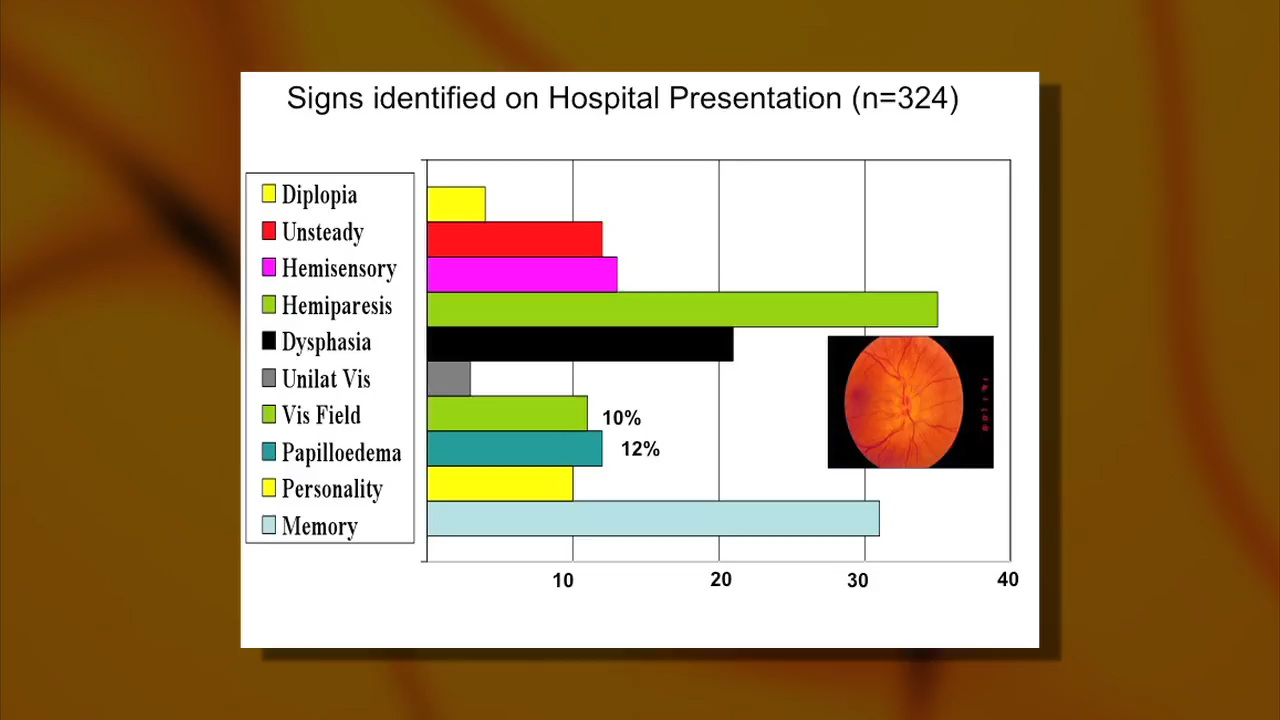 Signs identified on Hospital Presentation (n=324)
Diplopia
Unsteady
Hemisensory
Hemiparesis
Dysphasia
Unilat Vis
Vis Field
Papilloedema
Personality
Memory
10%
12%
10 20 30 40